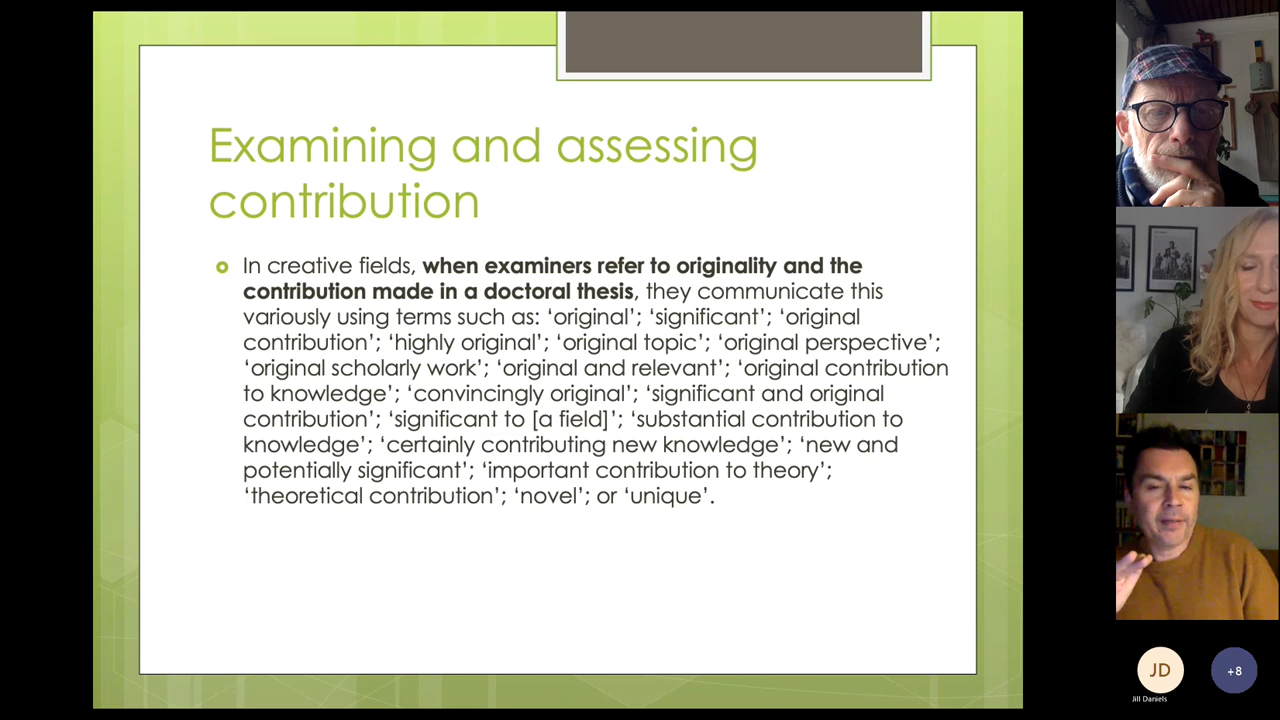 Examining and assessing
contribution
In creative fields, when examiners refer to originality and the
contribution made in a doctoral thesis, they communicate this
variously using terms such as: ‘original’; ‘significant’; ‘original
contribution’; ‘highly original’; ‘original topic’; ‘original perspective’;
‘original scholarly work’; ‘original and relevant’; ‘original contribution
to knowledge’; ‘convincingly original’; ‘significant and original
contribution’; ‘significant to [a field]’; ‘substantial contribution to
knowledge’; ‘certainly contributing new knowledge’; ‘new and
potentially significant’; ‘important contribution to theory’;
‘theoretical contribution’; ‘novel’; or ‘unique’.
JD
+8
Jill Daniels